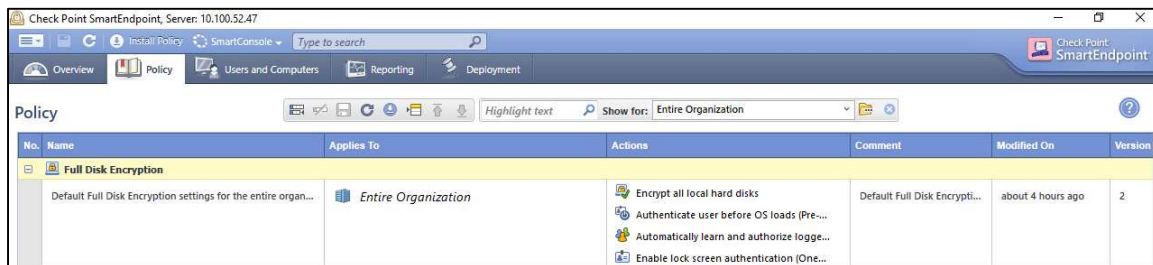 Check Point SmartEndpoint, Server: 10.100.52.47
Install Policy SmartConsole Type to search
Check Point
SmartEndpoint
Overview Policy Users and Computers Reporting Deployment
Policy Highlight text Show for: Entire Organization
No. Name Applies To Actions Comment Modified On Version
Full Disk Encryption
Default Full Disk Encryption settings for the entire organ... Entire Organization Encrypt all local hard disks Default Full Disk Encrypti... about 4 hours ago 2
Authenticate user before OS loads (Pre-...
Automatically learn and authorize logge...
Enable lock screen authentication (One...